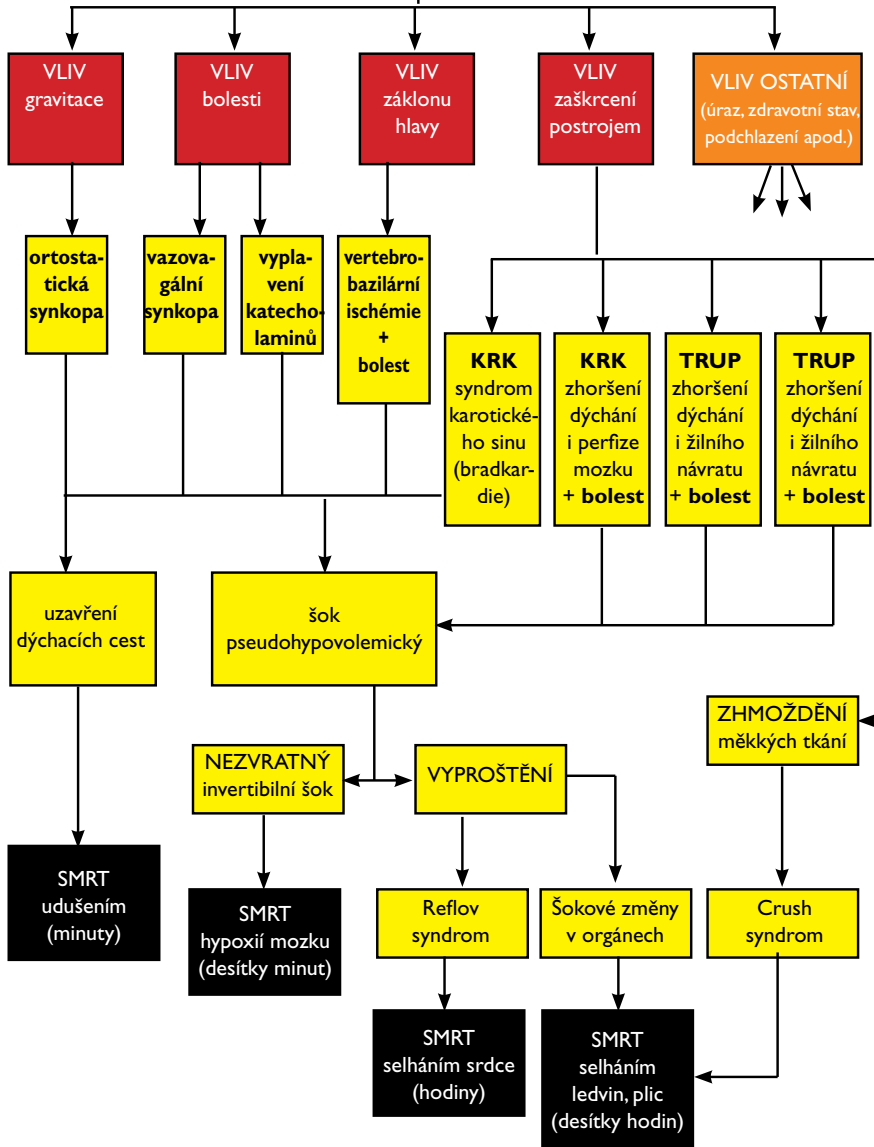 VLIV
gravitace
VLIV
bolesti
VLIV
záklonu
hlavy
VLIV
zaškrcení
postrojem
VLIV OSTATNÍ
(úraz, zdravotní stav,
podchlazení apod.)
ortosta-
tická
synkopa
vazova-
gální
synkopa
vypla-
vení
katecho-
laminů
vertebro-
bazilární
ischémie
+
bolest
KRK
syndrom
karotické-
ho sinu
(bradkar-
die)
KRK
zhoršení
dýchání
i perfize
mozku
+ bolest
TRUP
zhoršení
dýchání
i žilního
návratu
+ bolest
TRUP
zhoršení
dýchání
i žilního
návratu
+ bolest
uzavření
dýchacích cest
šok
pseudohypovolemický
ZHMOŽDĚNÍ
měkkých tkání
NEZVRATNÝ
invertibilní šok
VYPROŠTĚNÍ
SMRT
udušením
(minuty)
SMRT
hypoxií mozku
(desítky minut)
Reflov
syndrom
Šokové změny
v orgánech
Crush
syndrom
SMRT
selháním srdce
(hodiny)
SMRT
selháním
ledvin, plic
(desítky hodin)